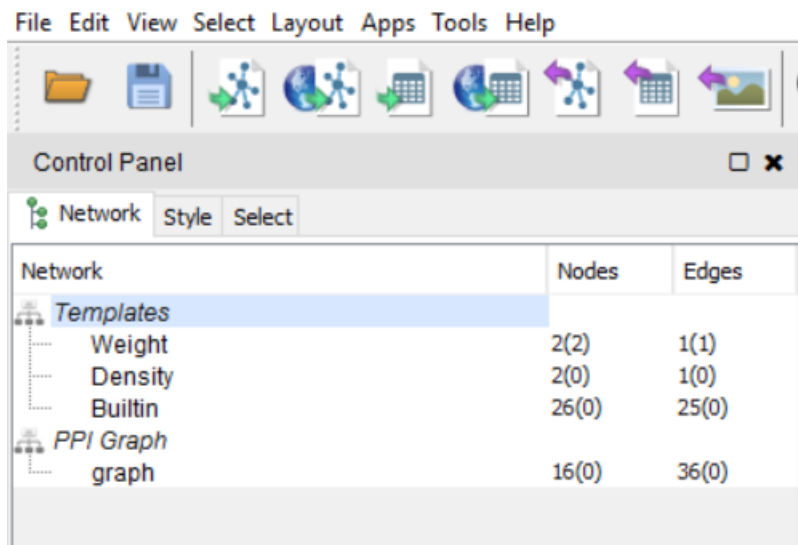 File Edit View Select Layout Apps Tools Help
Control Panel
Network Style Select
Network Nodes Edges
Templates
Weight 2(2) 1(1)
Density 2(0) 1(0)
Builtin 26(0) 25(0)
PPI Graph
graph 16(0) 36(0)